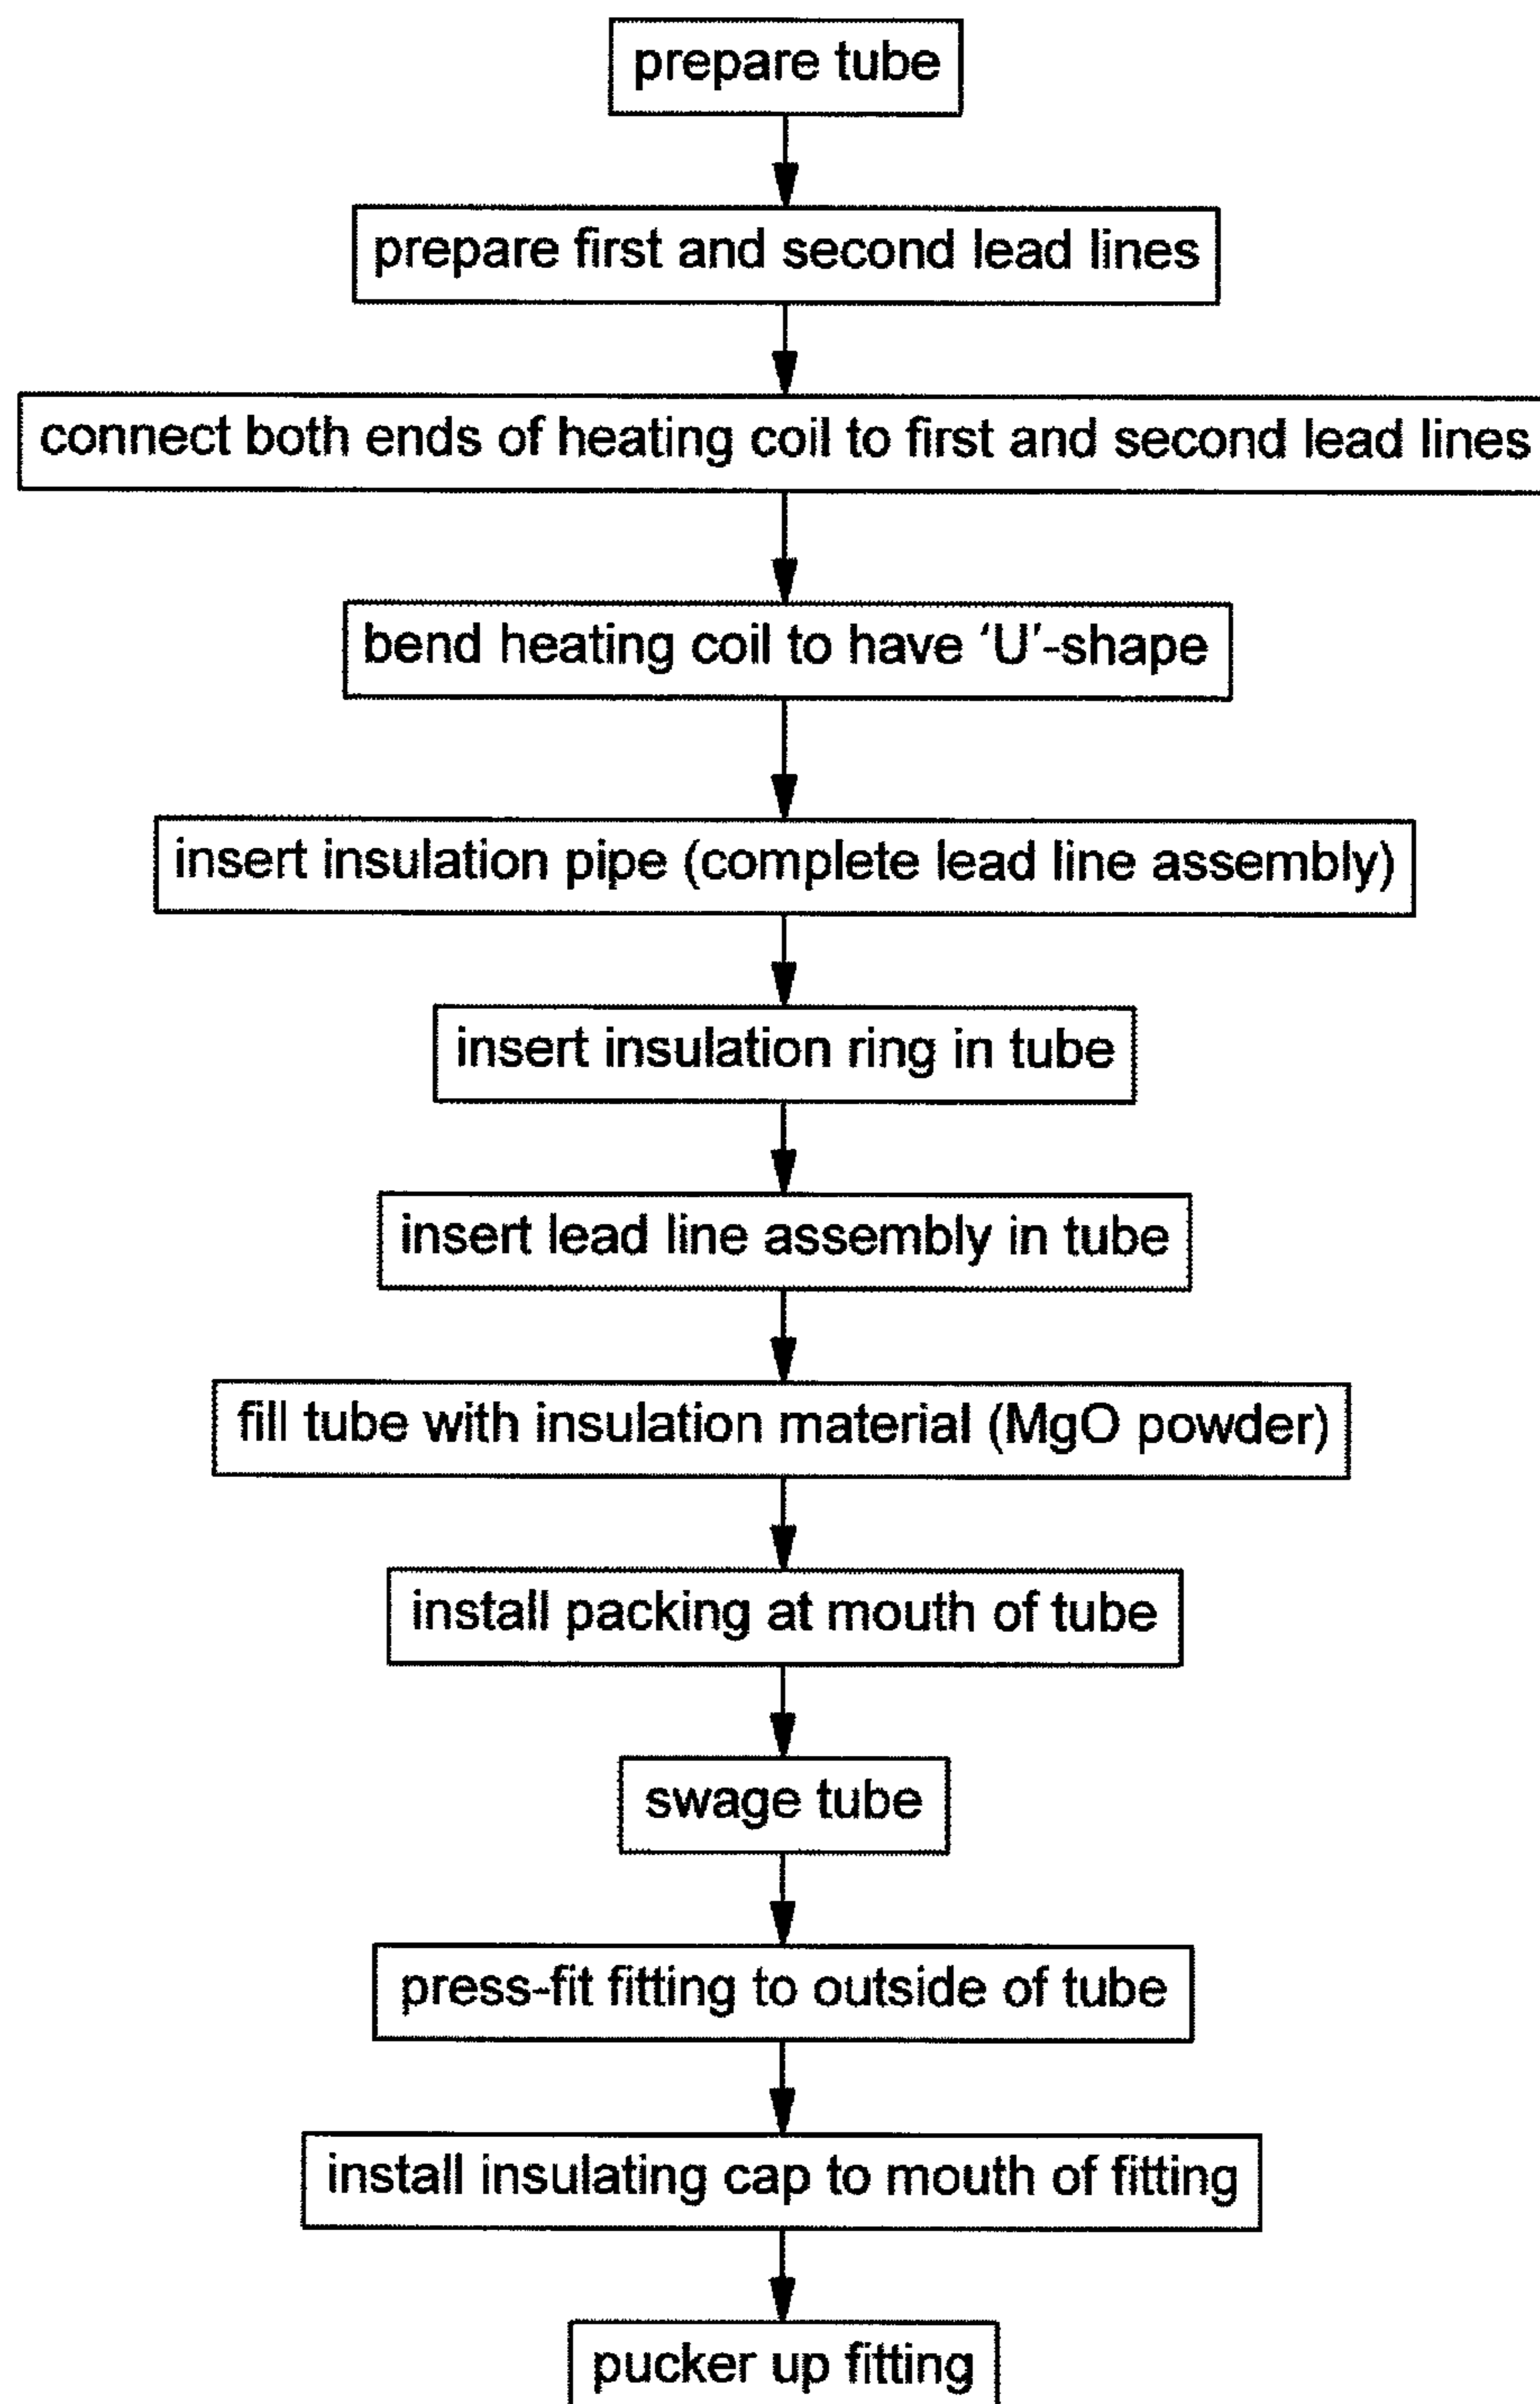 prepare tube
prepare first and second lead lines
connect both ends of heating coil to first and second lead lines
bend heating coil to have ‘U’-shape
insert insulation pipe (complete lead line assembly)
insert insulation ring in tube
insert lead line assembly in tube
fill tube with insulation material (MgO powder)
install packing at mouth of tube
swage tube
press-fit fitting to outside of tube
install insulating cap to mouth of fitting
pucker up fitting